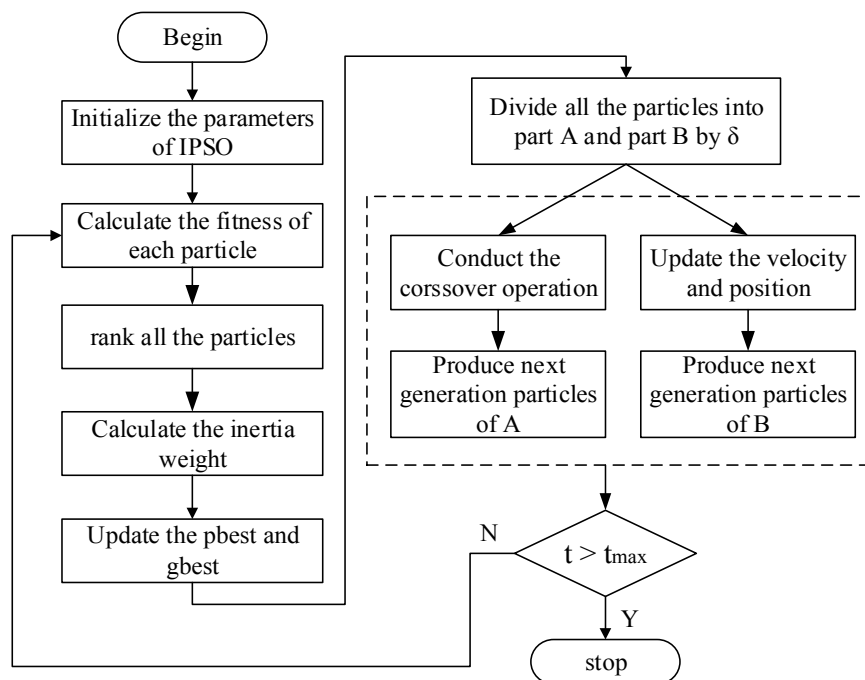 Begin
Initialize the parameters
of IPSO
Calculate the fitness of
each particle
rank all the particles
Calculate the inertia
weight
Update the pbest and
gbest
Divide all the particles into
part A and part B by δ
Conduct the
corssover operation
Produce next
generation particles
of A
Update the velocity
and position
Produce next
generation particles
of B
t > tmax
N
Y
stop